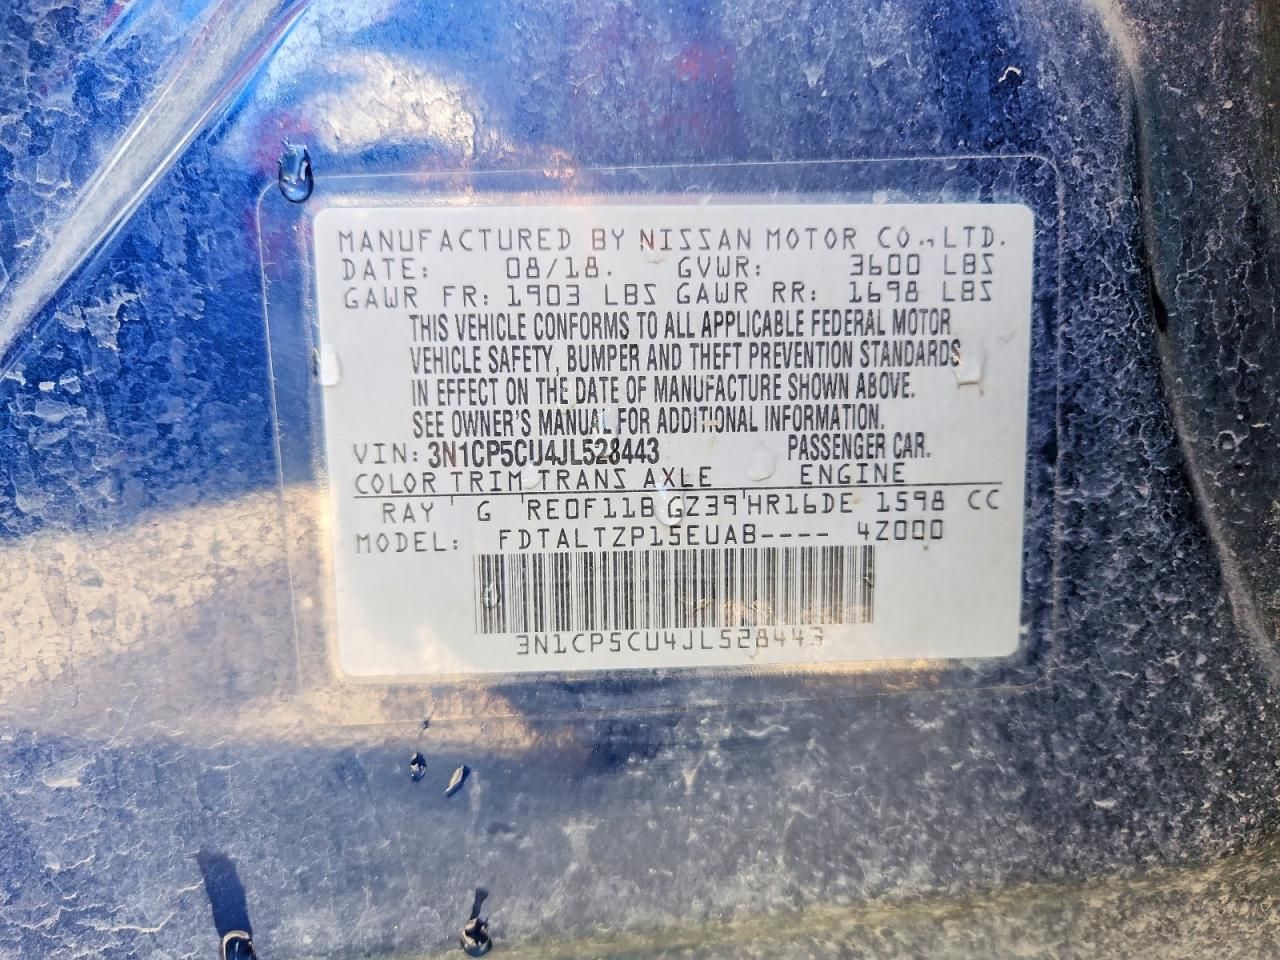 MANUFACTURED BY NISSAN MOTOR CO., LTD.
DATE: 08/18. GVWR: 3600 LBS
GAWR FR: 1903 LBS GAWR RR: 1698 LBS
THIS VEHICLE CONFORMS TO ALL APPLICABLE FEDERAL MOTOR
VEHICLE SAFETY, BUMPER AND THEFT PREVENTION STANDARDS
IN EFFECT ON THE DATE OF MANUFACTURE SHOWN ABOVE.
SEE OWNER'S MANUAL FOR ADDITIONAL INFORMATION.
VIN: 3N1CP5CU4JL528443 PASSENGER CAR.
COLOR TRIM TRANS AXLE ENGINE
RAY G RE0F11B GZ39 HR16DE 1598 CC
MODEL: FDTALTZP15EUAB---- 4Z000
3N1CP5CU4JL528443